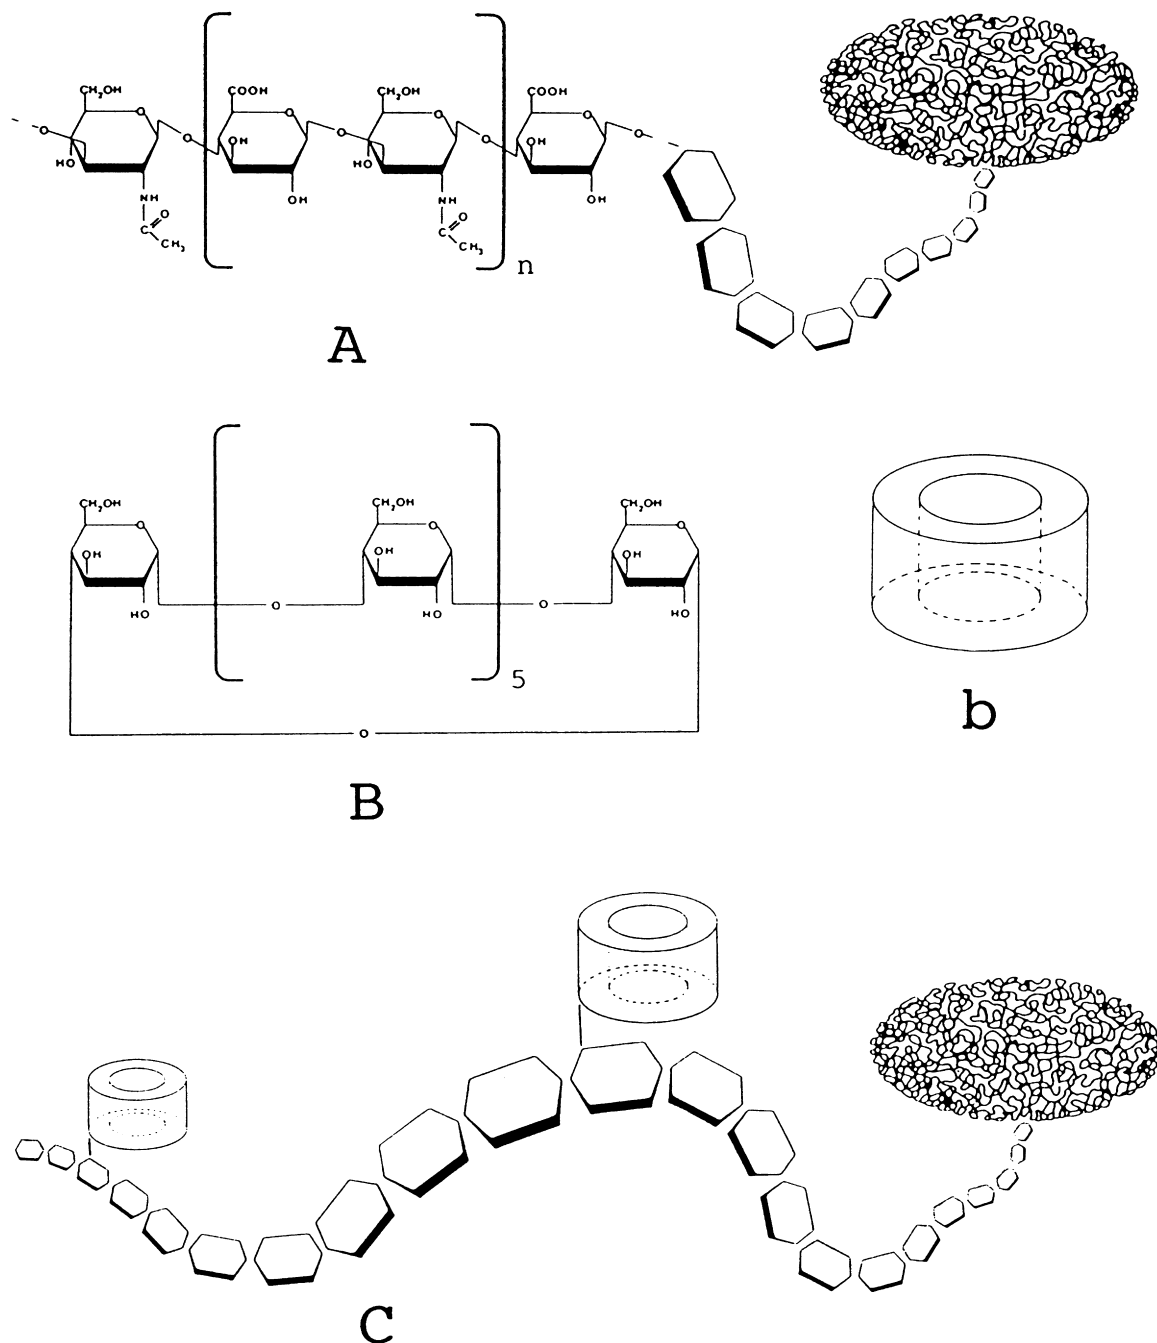 CH2OH COOH CH2OH COOH
O O O O O O O O O
OH OH
HO HO OH HO OH
NH NH
C O C O
CH3 CH3
n
A
CH2OH CH2OH CH2OH
O O O
OH OH OH
HO O HO O HO
5
b
O
B
C